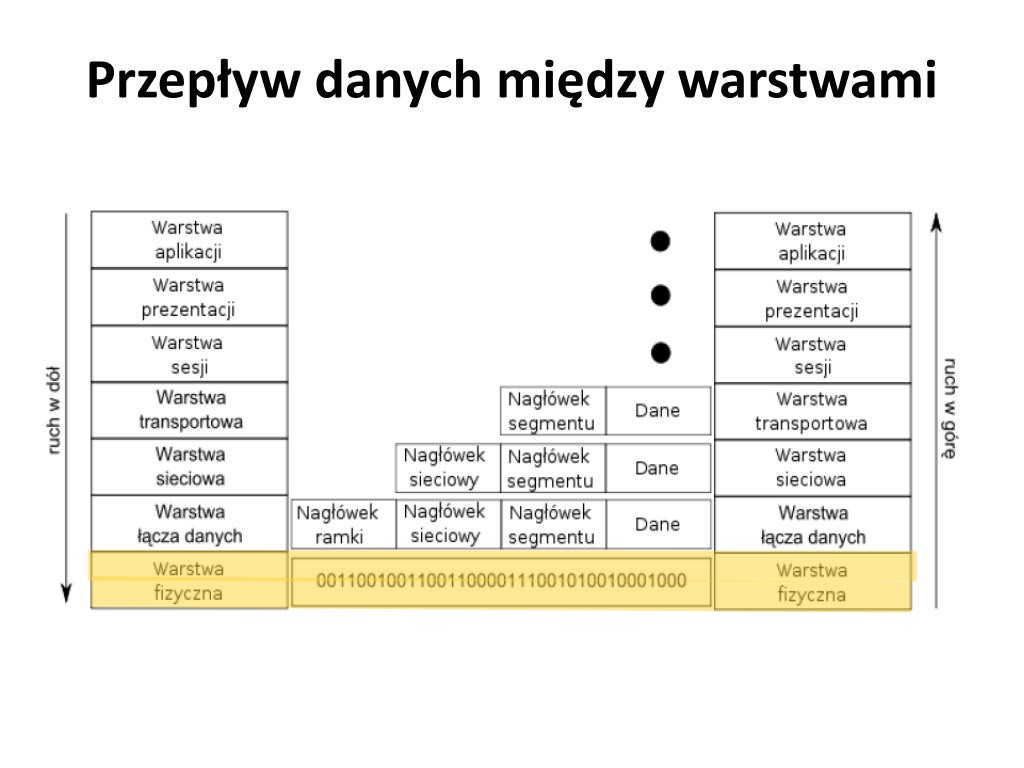 Przepływ danych między warstwami
ruch w dół
Warstwa
aplikacji
Warstwa
prezentacji
Warstwa
sesji
Warstwa
transportowa
Warstwa
sieciowa
Warstwa
łącza danych
Warstwa
fizyczna
Nagłówek
segmentu
Dane
Nagłówek
sieciowy
Nagłówek
segmentu
Dane
Nagłówek
ramki
Nagłówek
sieciowy
Nagłówek
segmentu
Dane
0011001001100110000111001010010001000
Warstwa
aplikacji
Warstwa
prezentacji
Warstwa
sesji
Warstwa
transportowa
Warstwa
sieciowa
Warstwa
łącza danych
Warstwa
fizyczna
ruch w górę